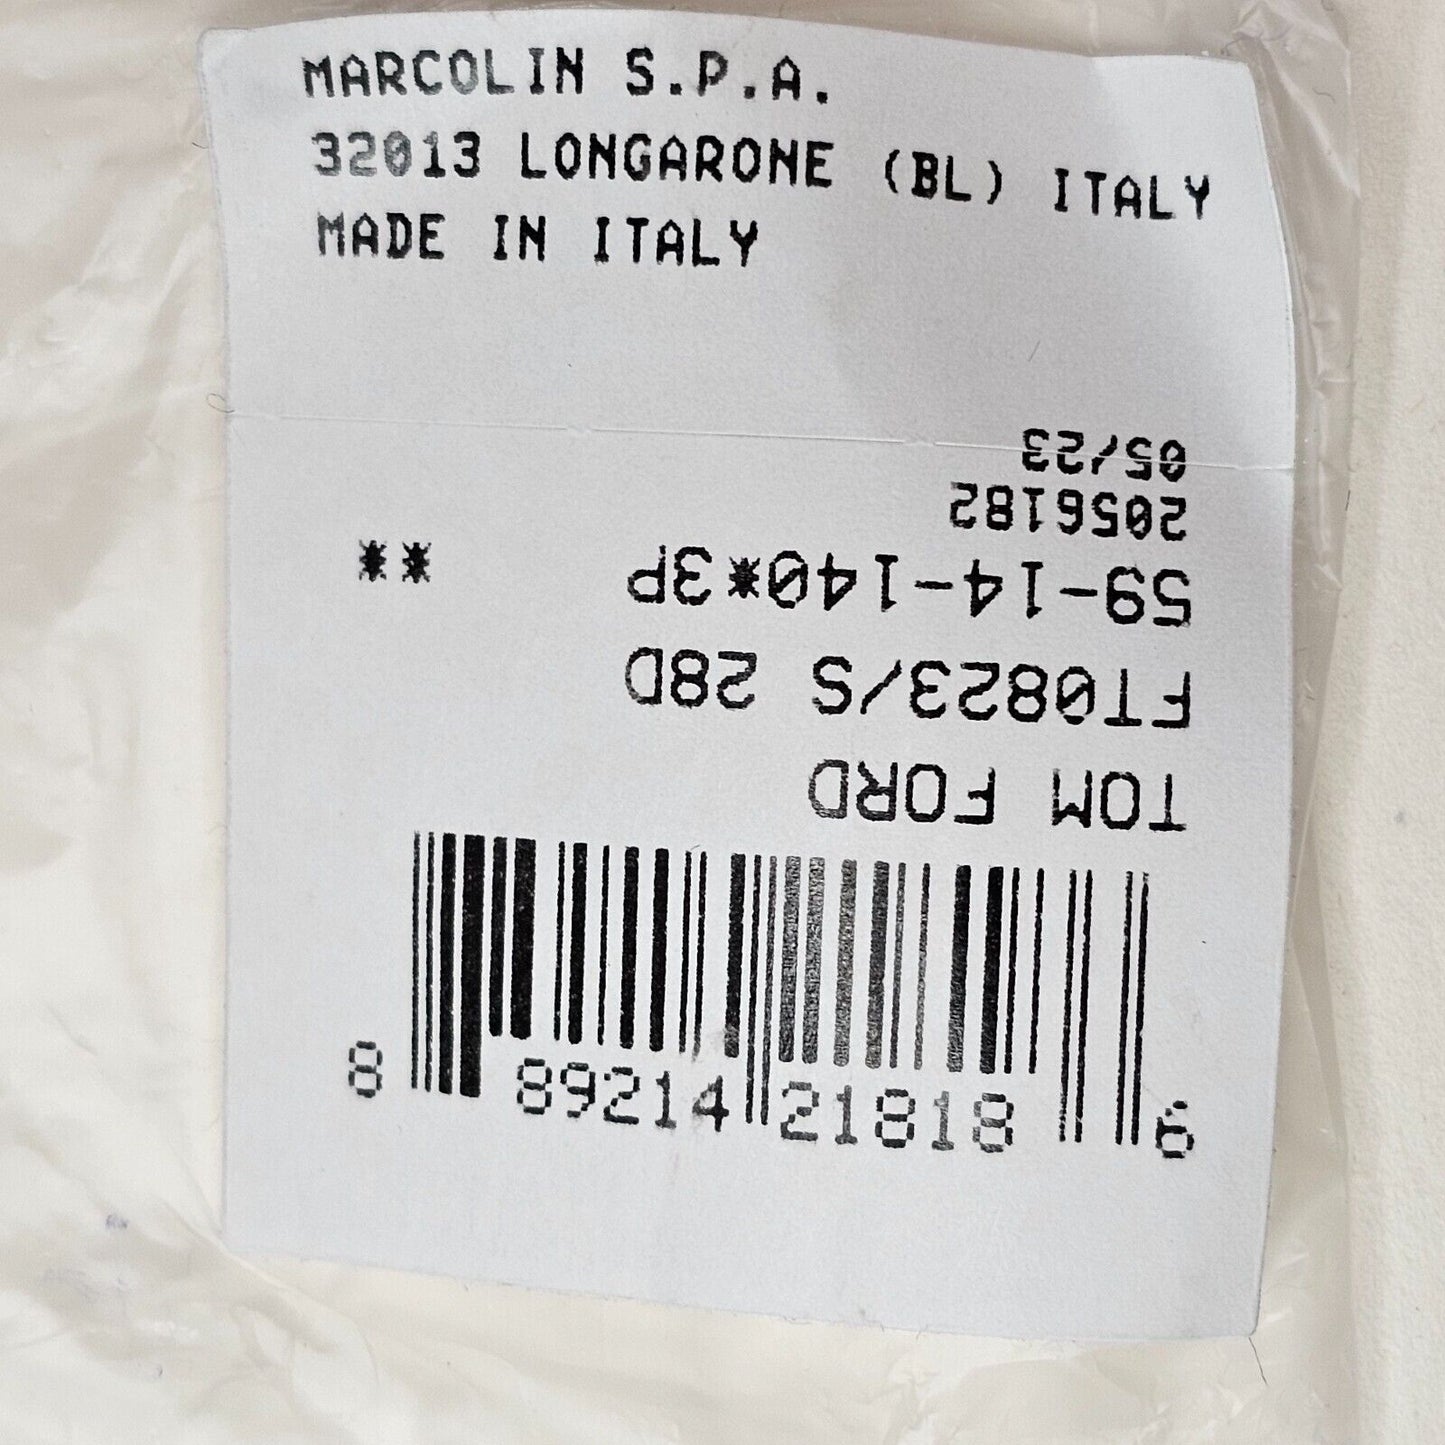 MARCOLIN S.P.A.
32013 LONGARONE (BL) ITALY
MADE IN ITALY
TOM FORD
FT0823/S 28D
59-14-140*3P **
2056182
05/23
8 89214 21818 6